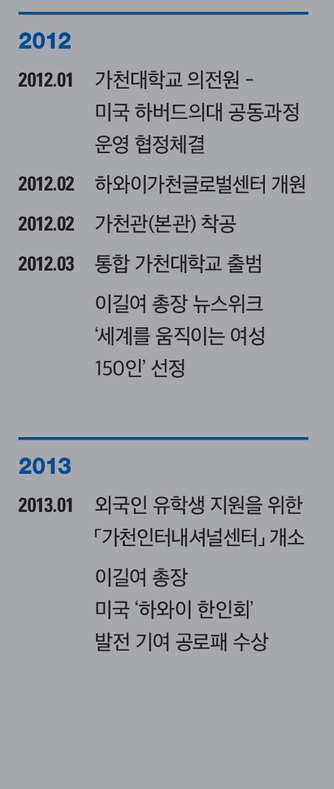 2012
2012.01 가천대학교 의전원 -
미국 하버드의대 공동과정
운영 협정체결
2012.02 하와이가천글로벌센터 개원
2012.02 가천관(본관) 착공
2012.03 통합 가천대학교 출범
이길여 총장 뉴스위크
‘세계를 움직이는 여성
150인’ 선정
2013
2013.01 외국인 유학생 지원을 위한
「가천인터내셔널센터」 개소
이길여 총장
미국 ‘하와이 한인회’
발전 기여 공로패 수상